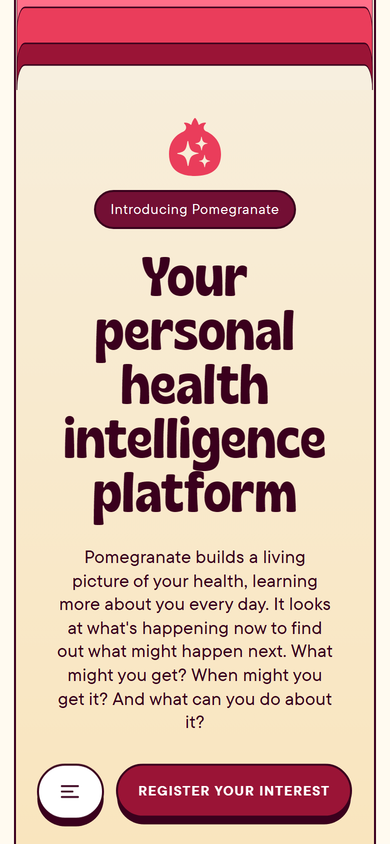 Introducing Pomegranate
Your
personal
health
intelligence
platform
Pomegranate builds a living
picture of your health, learning
more about you every day. It looks
at what's happening now to find
out what might happen next. What
might you get? When might you
get it? And what can you do about
it?
REGISTER YOUR INTEREST